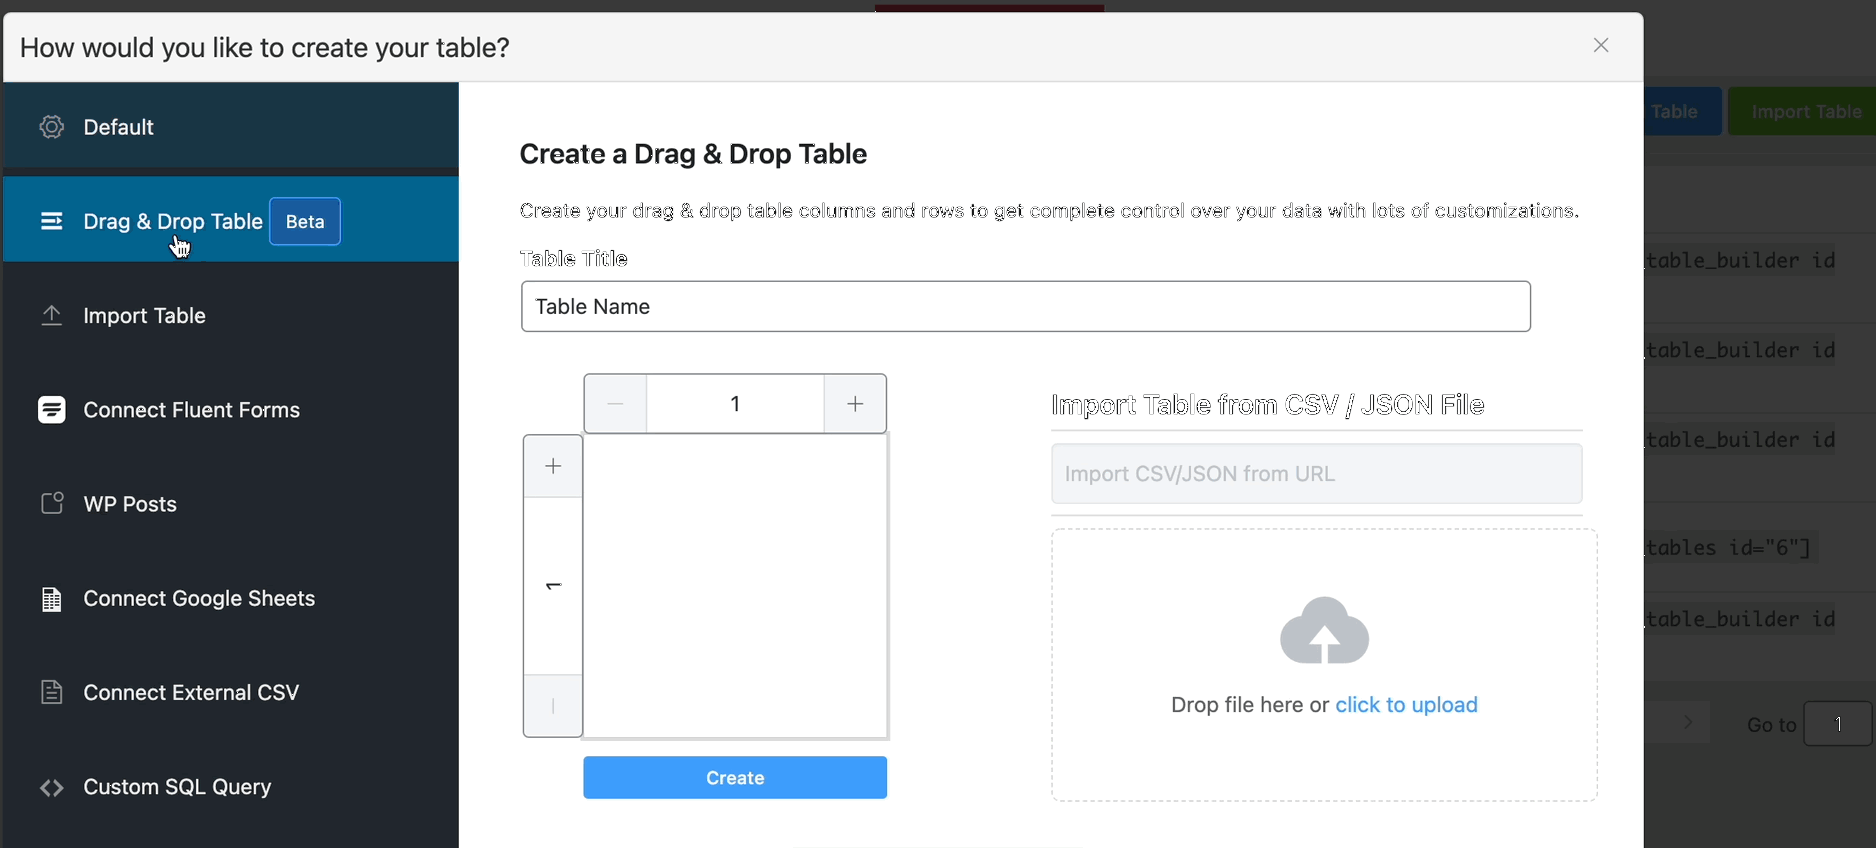 How would you like to create your table?
Default
Drag & Drop Table Beta
Import Table
Connect Fluent Forms
WP Posts
Connect Google Sheets
Connect External CSV
Custom SQL Query
Create a Drag & Drop Table
Create your drag & drop table columns and rows to get complete control over your data with lots of customizations.
Table Title
Table Name
1
1
Create
Import Table from CSV / JSON File
Import CSV/JSON from URL
Drop file here or click to upload
Table
Import Table
table_builder id
table_builder id
table_builder id
tables id="6"]
table_builder id
Go to 1